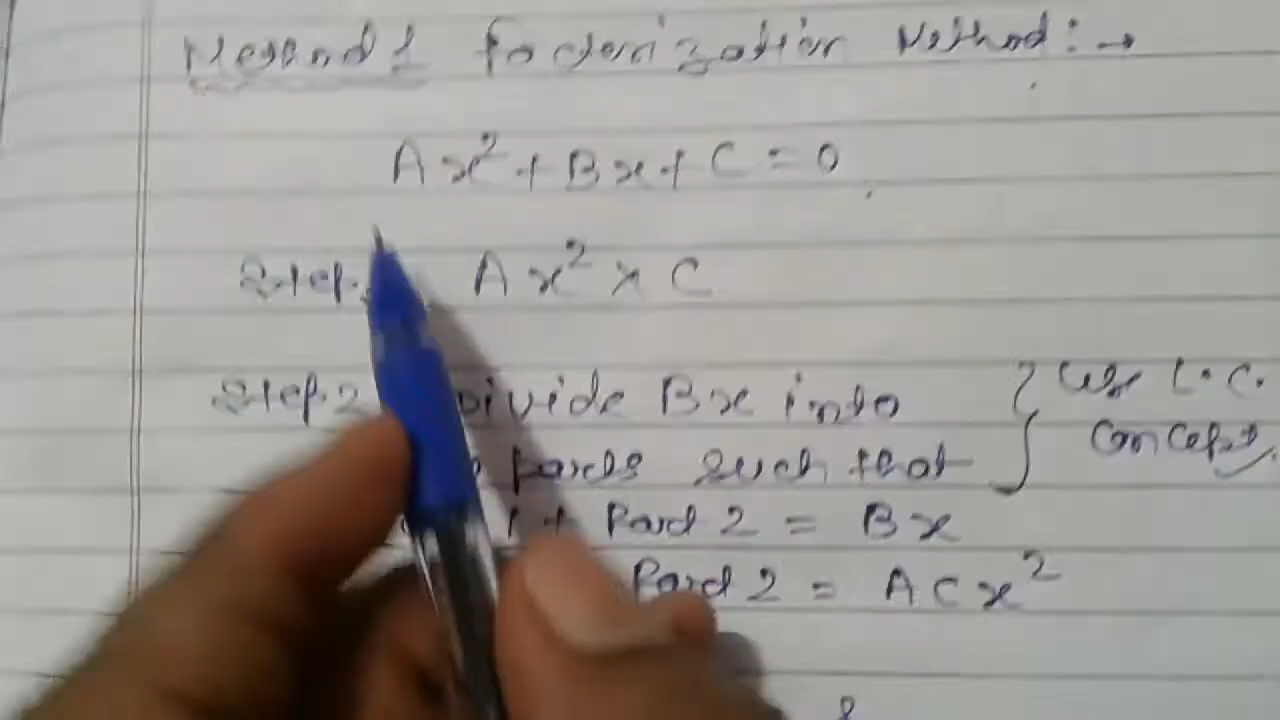 Method 1 Factorization Method :→
Ax² + Bx + C = 0
Step Ax² × C
Step 2 Divide Bx into } Use L.C.
Parts such that Concept
1 + Part 2 = Bx
Part 2 = ACx²